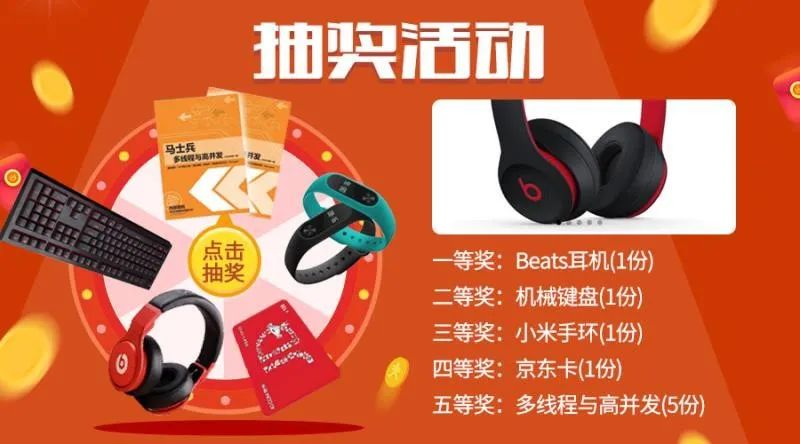 抽奖活动
马士兵
多线程与高并发
点击
抽奖
一等奖：Beats耳机(1份)
二等奖：机械键盘(1份)
三等奖：小米手环(1份)
四等奖：京东卡(1份)
五等奖：多线程与高并发(5份)